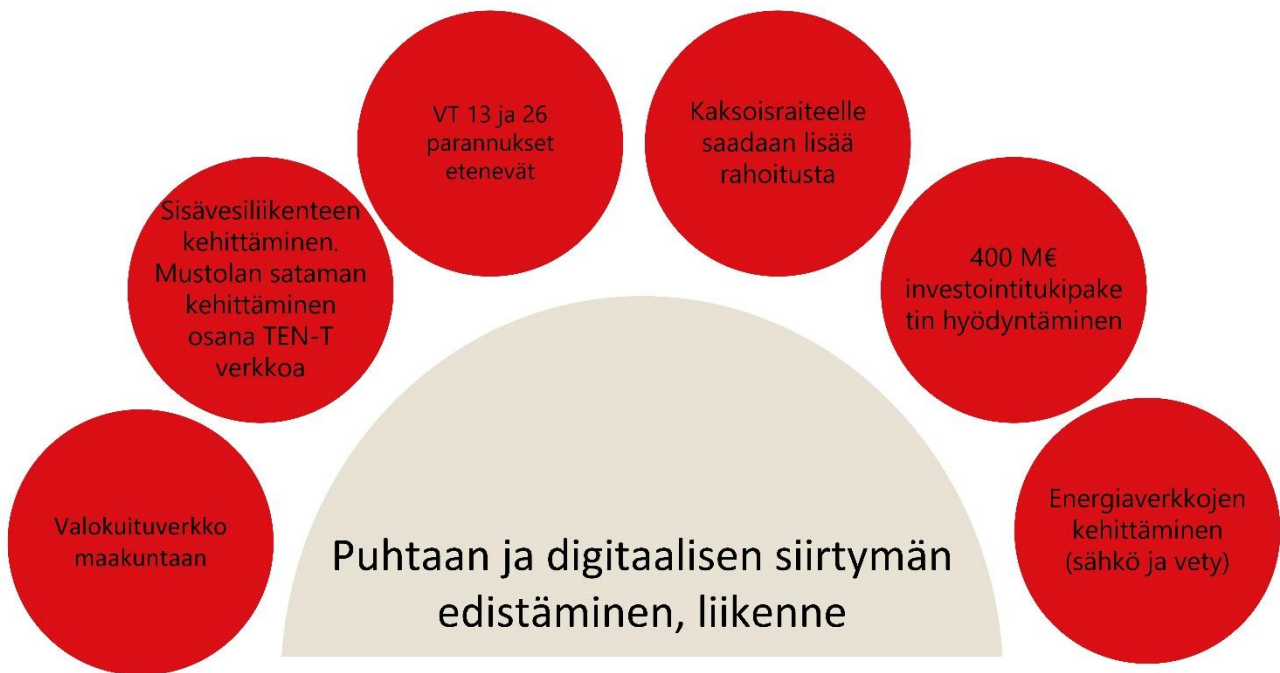 Valokuituverkko
maakuntaan
Sisävesiliikenteen
kehittäminen.
Mustolan sataman
kehittäminen
osana TEN-T
verkkoa
VT 13 ja 26
parannukset
etenevät
Kaksoisraiteelle
saadaan lisää
rahoitusta
400 M€
investointitukipake
tin hyödyntäminen
Energiaverkkojen
kehittäminen
(sähkö ja vety)
Puhtaan ja digitaalisen siirtymän
edistäminen, liikenne